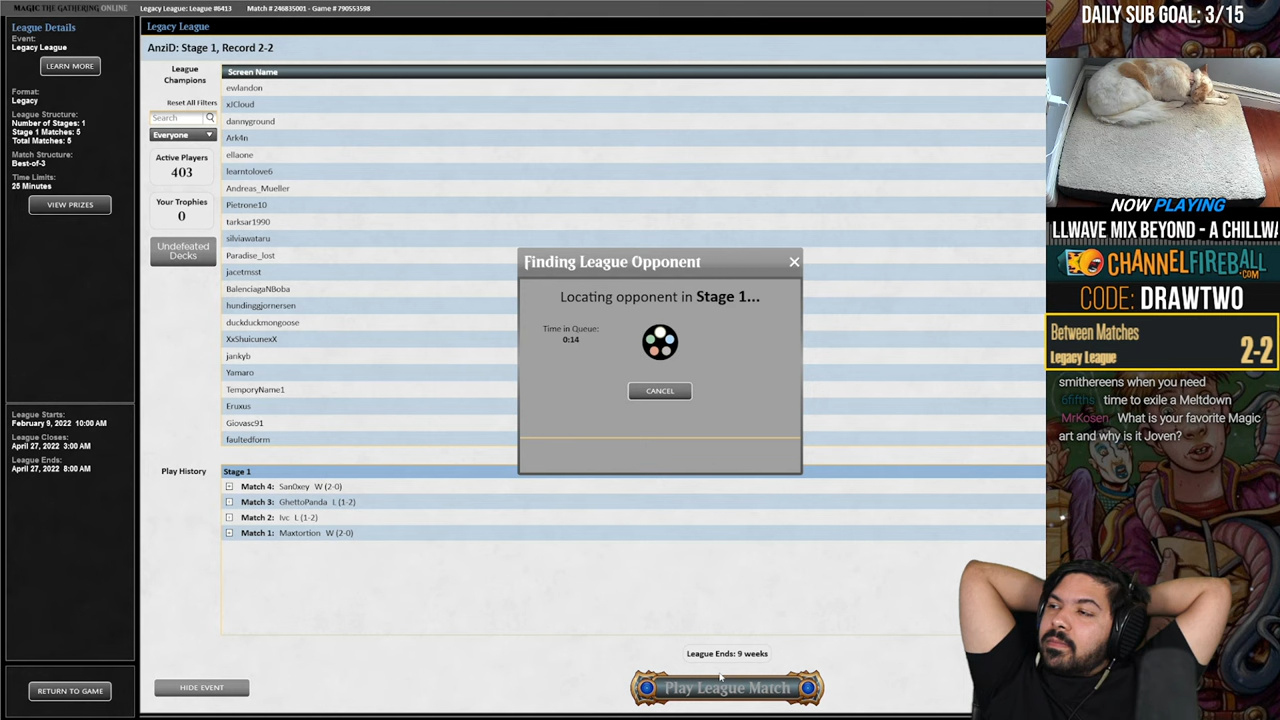 MAGIC THE GATHERING ONLINE
Legacy League: League #6413
Match # 246835001 - Game # 790553598
League Details
Event:
Legacy League
LEARN MORE
Format:
Legacy
League Structure:
Number of Stages: 1
Stage 1 Matches: 5
Total Matches: 5
Match Structure:
Best-of-3
Time Limits:
25 Minutes
VIEW PRIZES
League Starts:
February 9, 2022 10:00 AM
League Closes:
April 27, 2022 3:00 AM
League Ends:
April 27, 2022 8:00 AM
RETURN TO GAME
Legacy League
AnziD: Stage 1, Record 2-2
League
Champions
Reset All Filters
Search
Everyone
Active Players
403
Your Trophies
0
Undefeated
Decks
Screen Name
ewlandon
xJCloud
dannyground
Ark4n
ellaone
learntolove6
Andreas_Mueller
Pietrone10
tarksar1990
silviawataru
Paradise_lost
jacetmsst
BalenciagaNBoba
hundinggjornersen
duckduckmongoose
XxShuicunexX
jankyb
Yamaro
TemporyName1
Eruxus
Giovasc91
faultedform
Finding League Opponent
Locating opponent in Stage 1...
Time in Queue:
0:14
CANCEL
Play History
Stage 1
Match 4: San0xey W (2-0)
Match 3: GhettoPanda L (1-2)
Match 2: lvc L (1-2)
Match 1: Maxtortion W (2-0)
League Ends: 9 weeks
HIDE EVENT
Play League Match
DAILY SUB GOAL: 3/15
NOW PLAYING
LLWAVE MIX BEYOND - A CHILLWA
CHANNELFIREBALL
.COM
CODE: DRAWTWO
Between Matches
Legacy League
2-2
smithereens when you need
6fifths time to exile a Meltdown
MrKosen What is your favorite Magic
art and why is it Joven?